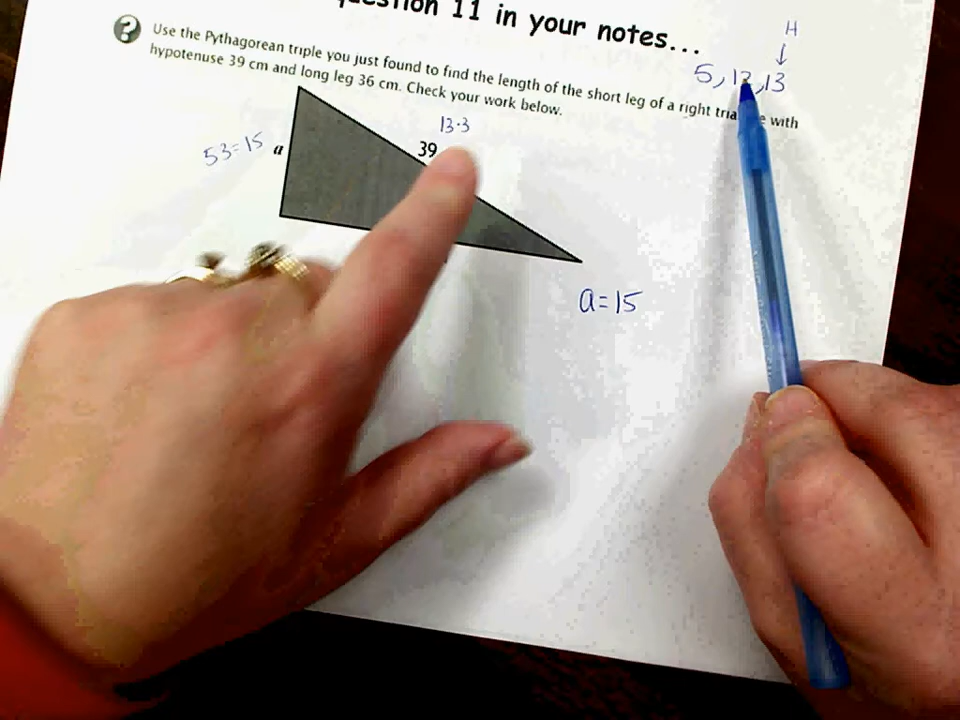 question 11 in your notes...
H
↓
5, 12, 13
? Use the Pythagorean triple you just found to find the length of the short leg of a right with
hypotenuse 39 cm and long leg 36 cm. Check your work below.
13·3
5·3=15 a 39
a=15